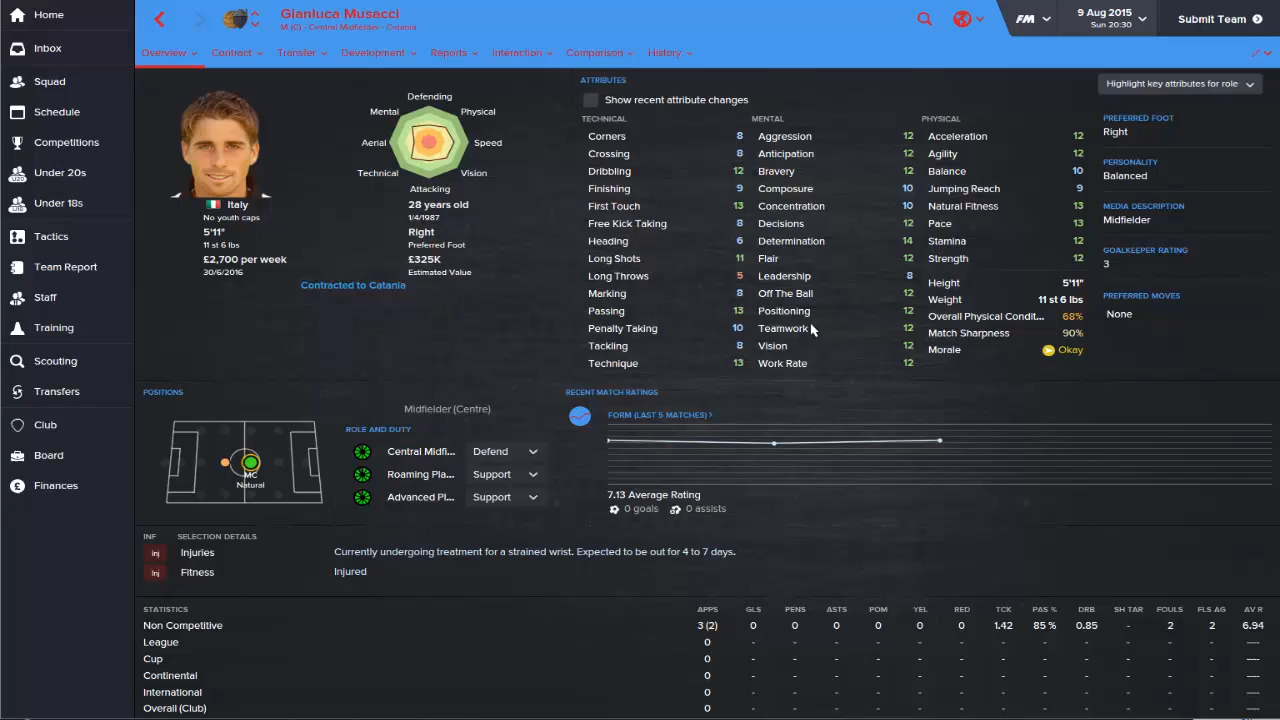 Home
Inbox
Squad
Schedule
Competitions
Under 20s
Under 18s
Tactics
Team Report
Staff
Training
Scouting
Transfers
Club
Board
Finances
Gianluca Musacci
M (C) - Central Midfielder - Catania
FM
9 Aug 2015
Sun 20:30
Submit Team
Overview Contract Transfer Development Reports Interaction Comparison History
Defending
Mental Physical
Aerial Speed
Technical Vision
Attacking
Italy
No youth caps
5'11"
11 st 6 lbs
£2,700 per week
30/6/2016
28 years old
1/4/1987
Right
Preferred Foot
£325K
Estimated Value
Contracted to Catania
ATTRIBUTES
Show recent attribute changes
Highlight key attributes for role
TECHNICAL MENTAL PHYSICAL
Corners 8 Aggression 12 Acceleration 12
Crossing 8 Anticipation 12 Agility 12
Dribbling 12 Bravery 12 Balance 10
Finishing 9 Composure 10 Jumping Reach 9
First Touch 13 Concentration 10 Natural Fitness 13
Free Kick Taking 8 Decisions 12 Pace 13
Heading 6 Determination 14 Stamina 12
Long Shots 11 Flair 12 Strength 12
Long Throws 5 Leadership 8
Marking 8 Off The Ball 12
Passing 13 Positioning 12
Penalty Taking 10 Teamwork 12
Tackling 8 Vision 12
Technique 13 Work Rate 12
Height 5'11"
Weight 11 st 6 lbs
Overall Physical Condit... 68%
Match Sharpness 90%
Morale Okay
PREFERRED FOOT
Right
PERSONALITY
Balanced
MEDIA DESCRIPTION
Midfielder
GOALKEEPER RATING
3
PREFERRED MOVES
None
POSITIONS
MC
Natural
Midfielder (Centre)
ROLE AND DUTY
Central Midfi... Defend
Roaming Pla... Support
Advanced Pl... Support
RECENT MATCH RATINGS
FORM (LAST 5 MATCHES) >
7.13 Average Rating
0 goals 0 assists
INF SELECTION DETAILS
Inj Injuries Currently undergoing treatment for a strained wrist. Expected to be out for 4 to 7 days.
Inj Fitness Injured
STATISTICS APPS GLS PENS ASTS POM YEL RED TCK PAS % DRB SH TAR FOULS FLS AG AV R
Non Competitive 3 (2) 0 0 0 0 0 0 1.42 85 % 0.85 - 2 2 6.94
League 0 - - - - - - - - - - - - ---
Cup 0 - - - - - - - - - - - - ---
Continental 0 - - - - - - - - - - - - ---
International 0 - - - - - - - - - - - - ---
Overall (Club) 0 - - - - - - - - - - - - ---